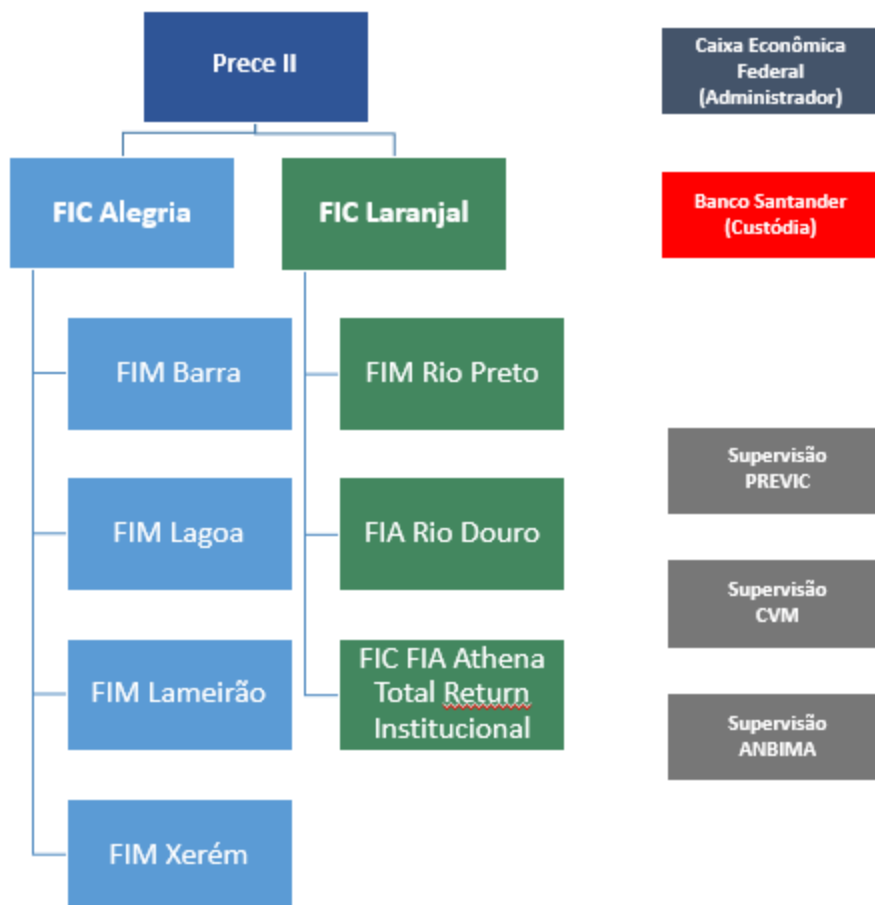 Prece II
FIC Alegria
FIM Barra
FIM Lagoa
FIM Lameirão
FIM Xerém
FIC Laranjal
FIM Rio Preto
FIA Rio Douro
FIC FIA Athena
Total Return
Institucional
Caixa Econômica
Federal
(Administrador)
Banco Santander
(Custódia)
Supervisão
PREVIC
Supervisão
CVM
Supervisão
ANBIMA